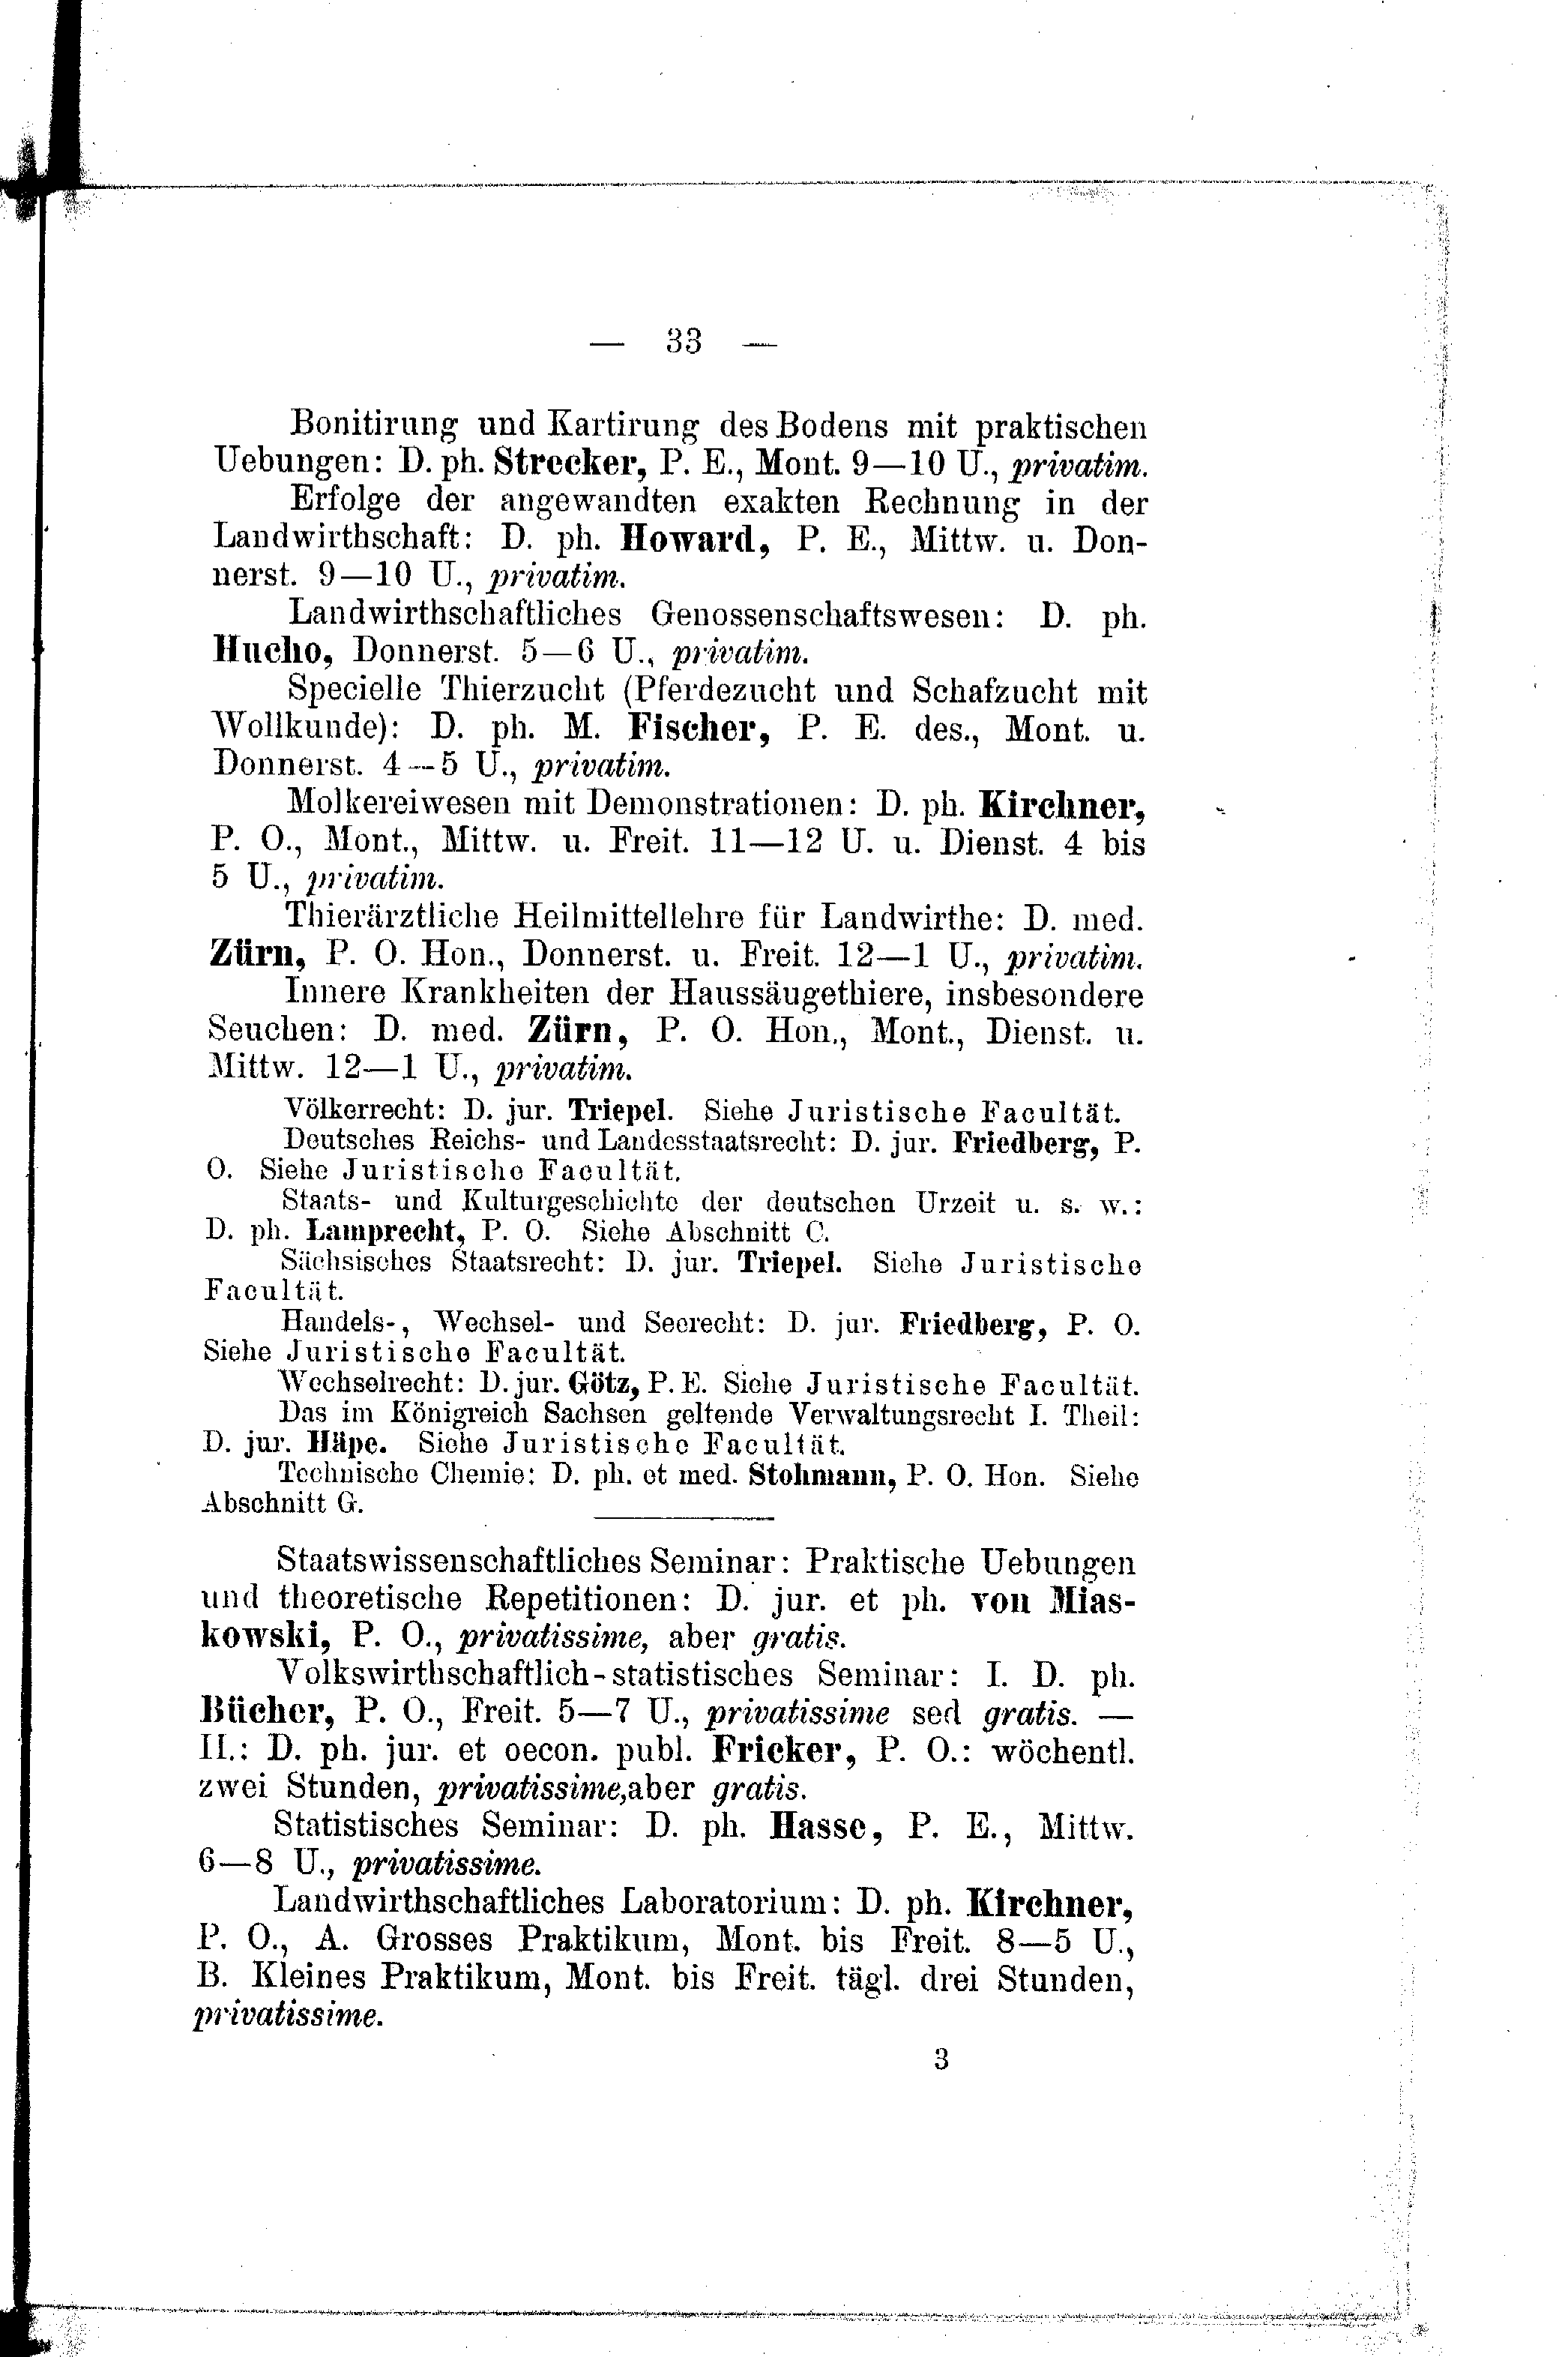 — 33 —
Bonitirung und Kartirung des Bodens mit praktischen
Uebungen: D. ph. Strecker, P. E., Mont. 9—10 U., privatim.
Erfolge der angewandten exakten Rechnung in der
Landwirthschaft: D. ph. Howard, P. E., Mittw. u. Don-
nerst. 9—10 U., privatim.
Landwirthschaftliches Genossenschaftswesen: D. ph.
Hucho, Donnerst. 5—6 U., privatim.
Specielle Thierzucht (Pferdezucht und Schafzucht mit
Wollkunde): D. ph. M. Fischer, P. E. des., Mont. u.
Donnerst. 4—5 U., privatim.
Molkereiwesen mit Demonstrationen: D. ph. Kirchner,
P. O., Mont., Mittw. u. Freit. 11—12 U. u. Dienst. 4 bis
5 U., privatim.
Thierärztliche Heilmittellehre für Landwirthe: D. med.
Zürn, P. O. Hon., Donnerst. u. Freit. 12—1 U., privatim.
Innere Krankheiten der Haussäugethiere, insbesondere
Seuchen: D. med. Zürn, P. O. Hon., Mont., Dienst. u.
Mittw. 12—1 U., privatim.
Völkerrecht: D. jur. Triepel. Siehe Juristische Facultät.
Deutsches Reichs- und Landesstaatsrecht: D. jur. Friedberg, P.
O. Siehe Juristische Facultät.
Staats- und Kulturgeschichte der deutschen Urzeit u. s. w.:
D. ph. Lamprecht, P. O. Siehe Abschnitt C.
Sächsisches Staatsrecht: D. jur. Triepel. Siehe Juristische
Facultät.
Handels-, Wechsel- und Seerecht: D. jur. Friedberg, P. O.
Siehe Juristische Facultät.
Wechselrecht: D. jur. Götz, P. E. Siehe Juristische Facultät.
Das im Königreich Sachsen geltende Verwaltungsrecht I. Theil:
D. jur. Häpe. Siehe Juristische Facultät.
Technische Chemie: D. ph. et med. Stohmann, P. O. Hon. Siehe
Abschnitt G.
Staatswissenschaftliches Seminar: Praktische Uebungen
und theoretische Repetitionen: D. jur. et ph. von Mias-
kowski, P. O., privatissime, aber gratis.
Volkswirthschaftlich-statistisches Seminar: I. D. ph.
Bücher, P. O., Freit. 5—7 U., privatissime sed gratis. —
II.: D. ph. jur. et oecon. publ. Fricker, P. O.: wöchentl.
zwei Stunden, privatissime,aber gratis.
Statistisches Seminar: D. ph. Hasse, P. E., Mittw.
6—8 U., privatissime.
Landwirthschaftliches Laboratorium: D. ph. Kirchner,
P. O., A. Grosses Praktikum, Mont. bis Freit. 8—5 U.,
B. Kleines Praktikum, Mont. bis Freit. tägl. drei Stunden,
privatissime.
3